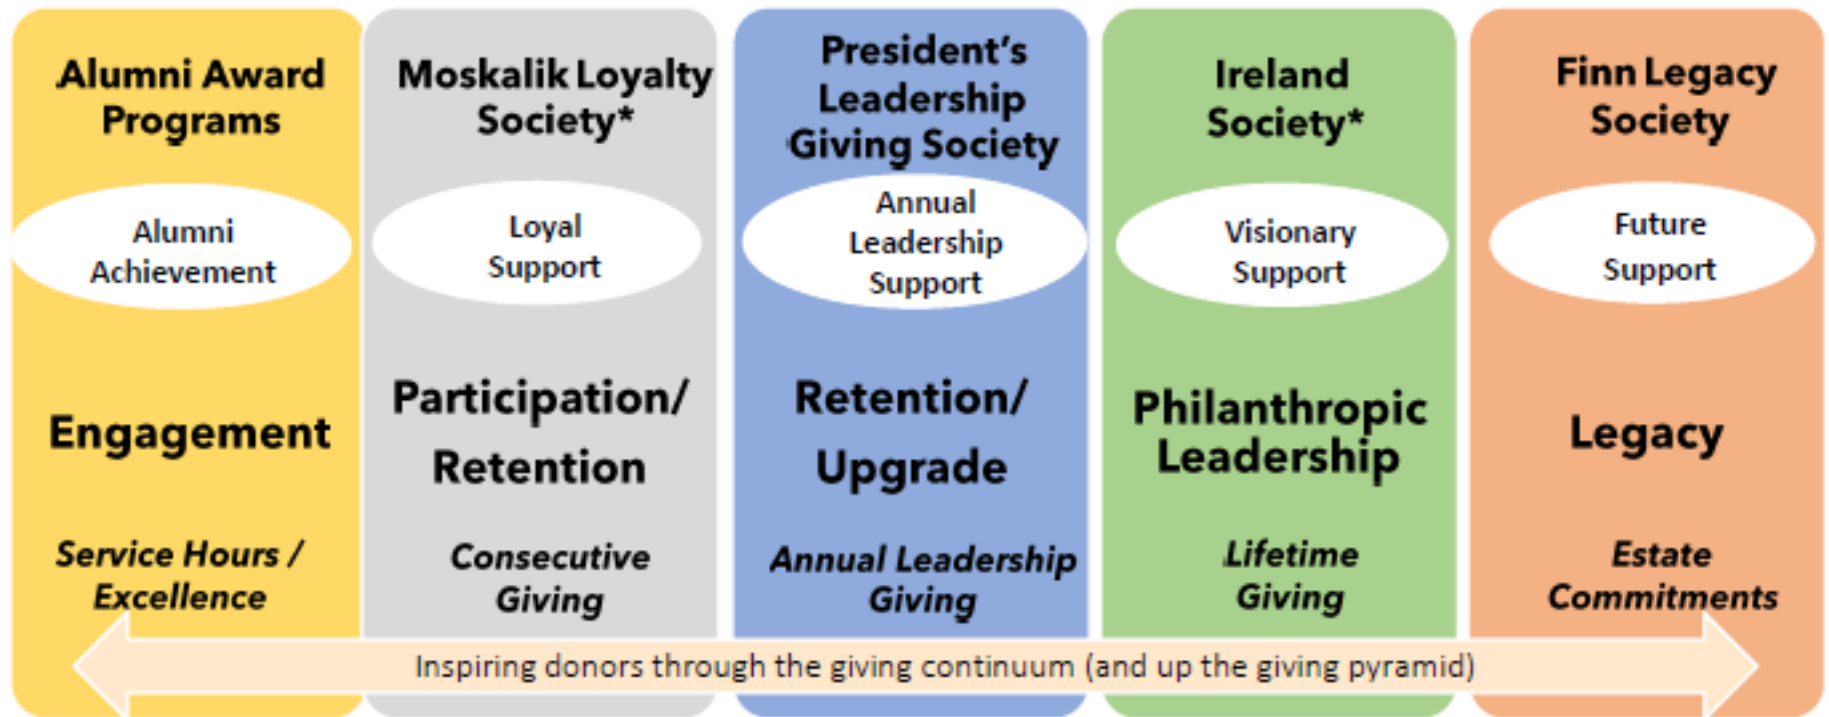 Alumni Award
Programs
Alumni
Achievement
Engagement
Service Hours /
Excellence
Moskalik Loyalty
Society*
Loyal
Support
Participation/
Retention
Consecutive
Giving
President's
Leadership
Giving Society
Annual
Leadership
Support
Retention/
Upgrade
Annual Leadership
Giving
Ireland
Society*
Visionary
Support
Philanthropic
Leadership
Lifetime
Giving
Finn Legacy
Society
Future
Support
Legacy
Estate
Commitments
Inspiring donors through the giving continuum (and up the giving pyramid)